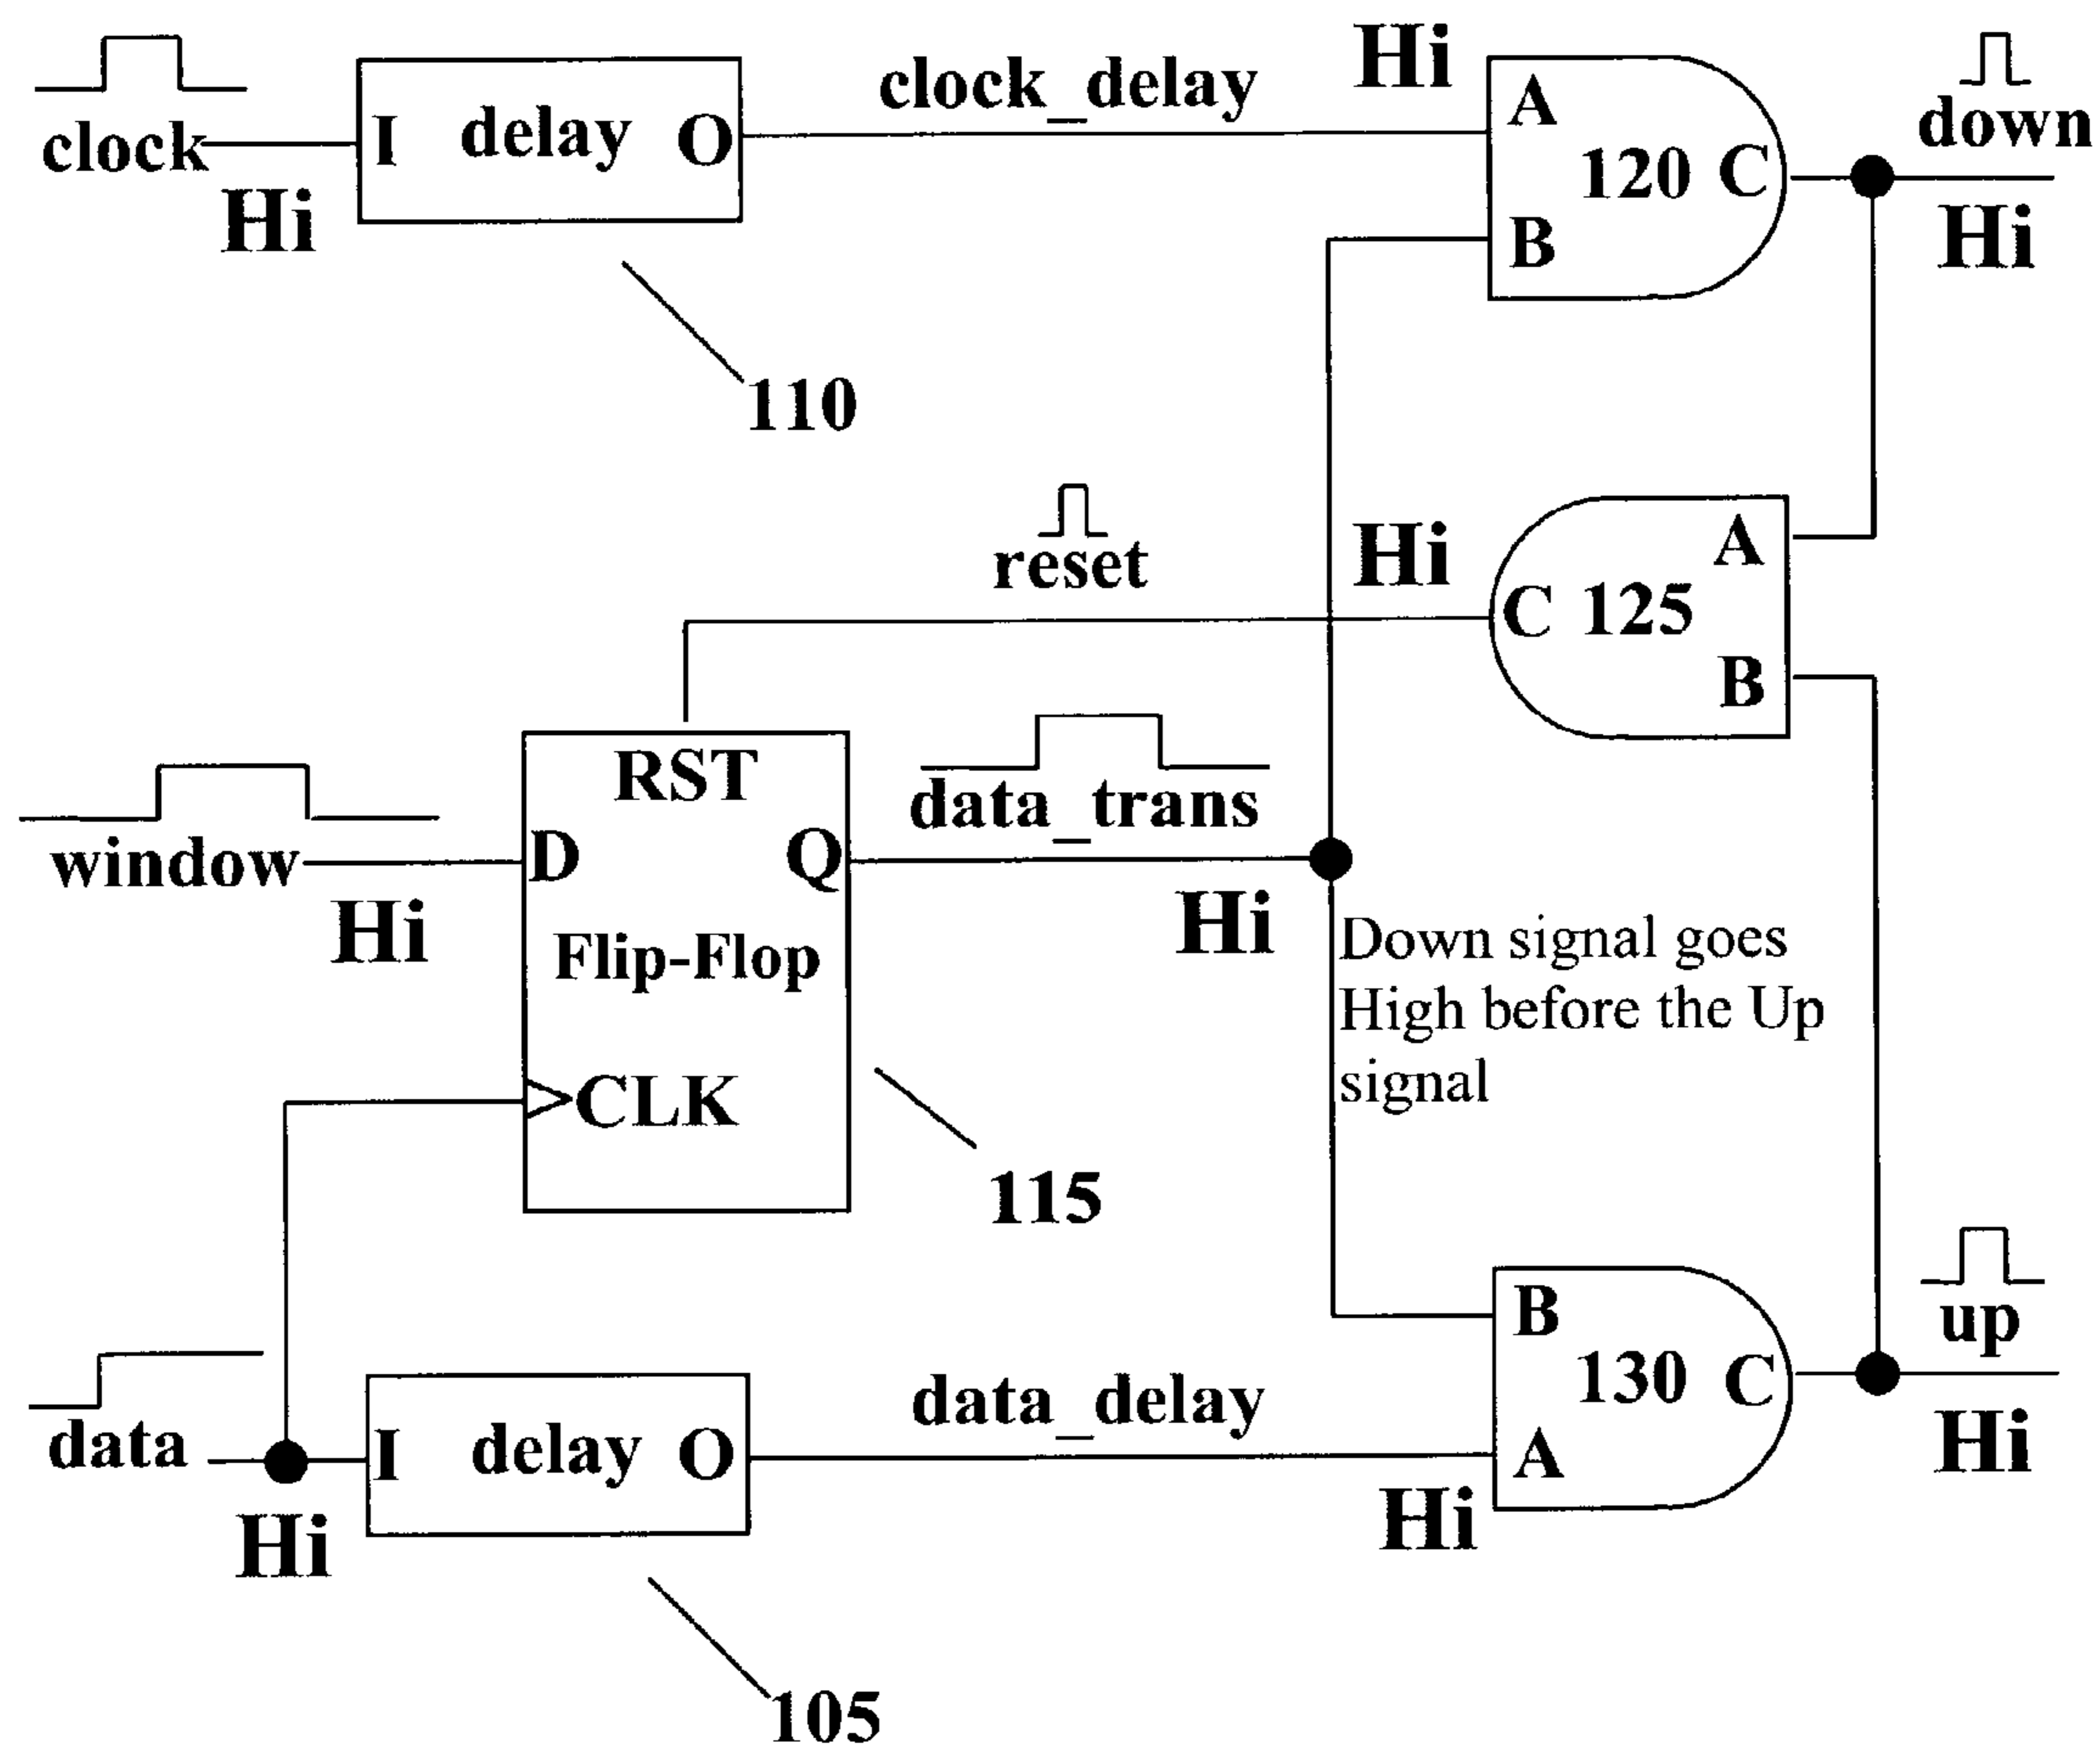 Hi
clock_delay
down
A
I delay O
clock
120 C
Hi
B
Hi
110
reset
Hi
A
C 125
B
RST
data_trans
window
D
Q
Hi
Hi
Flip-Flop
Down signal goes
High before the Up
signal
CLK
115
B
up
130 C
data_delay
data
I delay O
A
Hi
Hi
Hi
105